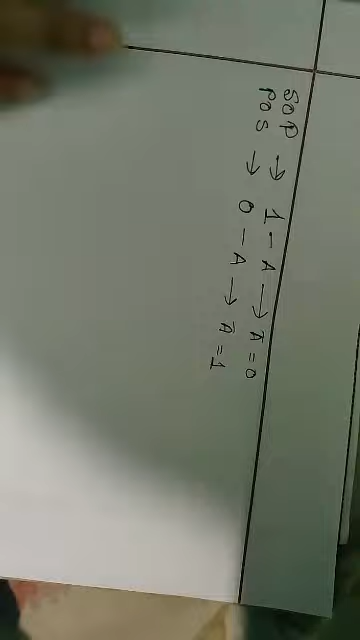 SOP → 1 - A → Ā = 0
POS → 0 - A → Ā = 1